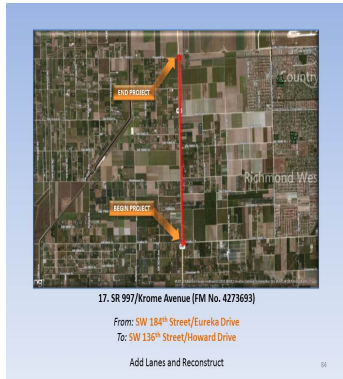 END PROJECT
Country
Richmond Wes
BEGIN PROJECT
17. SR 997/Krome Avenue (FM No. 4273693)
From: SW 184th Street/Eureka Drive
To: SW 136th Street/Howard Drive
Add Lanes and Reconstruct
84